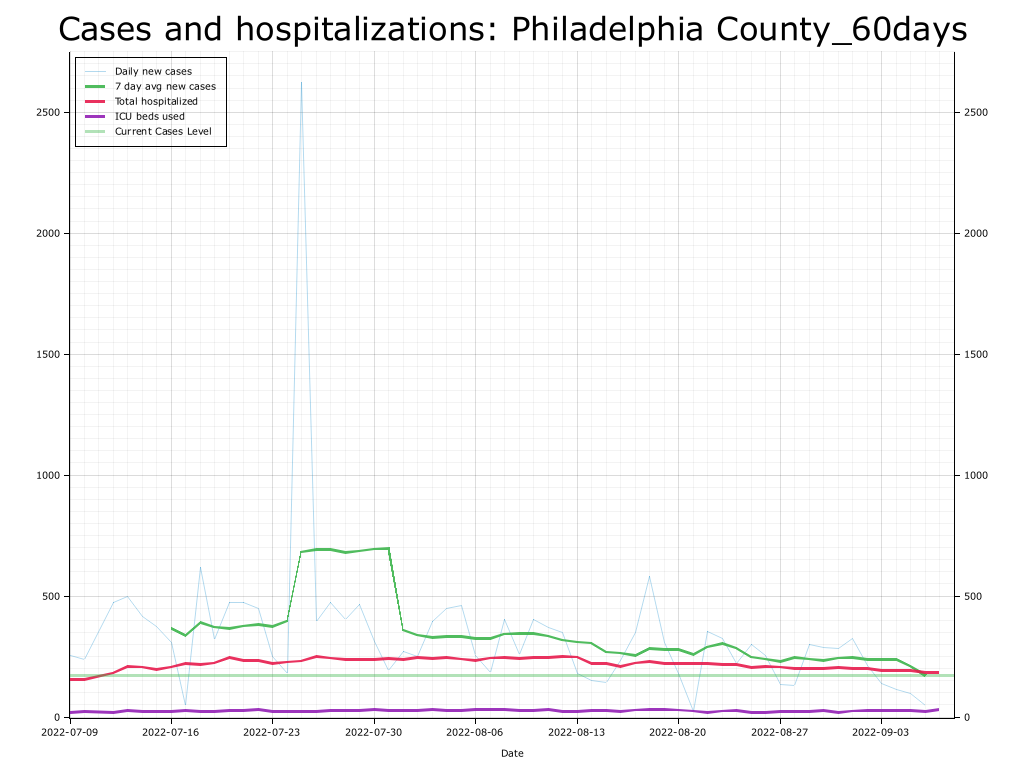 Cases and hospitalizations: Philadelphia County_60days
Daily new cases
7 day avg new cases
Total hospitalized
ICU beds used
Current Cases Level
2500 2500
2000 2000
1500 1500
1000 1000
500 500
0 0
2022-07-09 2022-07-16 2022-07-23 2022-07-30 2022-08-06 2022-08-13 2022-08-20 2022-08-27 2022-09-03
Date